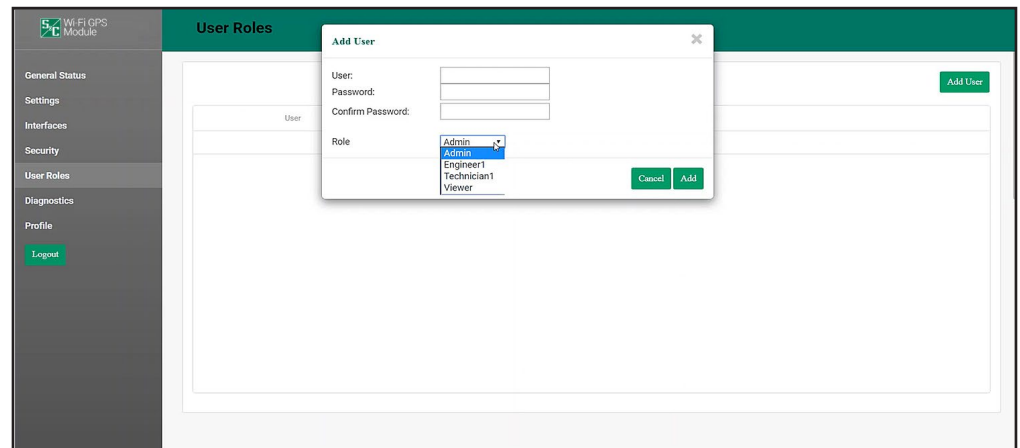 S&C Wi-Fi GPS
Module
General Status
Settings
Interfaces
Security
User Roles
Diagnostics
Profile
Logout
User Roles
Add User
User
Add User
×
User:
Password:
Confirm Password:
Role
Admin
Admin
Engineer1
Technician1
Viewer
Cancel
Add